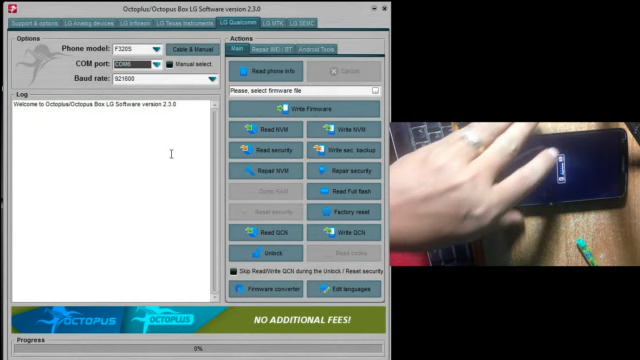 Octoplus/Octopus Box LG Software version 2.3.0
Support & options
LG Analog devices
LG Infineon
LG Texas Instruments
LG Qualcomm
LG MTK
LG SEMC
Options
Phone model: F320S
Cable & Manual
COM port: COM6
Manual select.
Baud rate: 921600
Log
Welcome to Octoplus/Octopus Box LG Software version 2.3.0
Actions
Main
Repair IMEI / BT
Android Tools
Read phone info
Cancel
Please, select firmware file
Write Firmware
Read NVM
Write NVM
Read security
Write sec. backup
Repair NVM
Repair security
Read Full flash
Reset security
Factory reset
Read QCN
Write QCN
Unlock
Read codes
Skip Read/Write QCN during the Unlock / Reset security
Firmware converter
Edit languages
OCTOPUS
OCTOPLUS
NO ADDITIONAL FEES!
Progress
0%